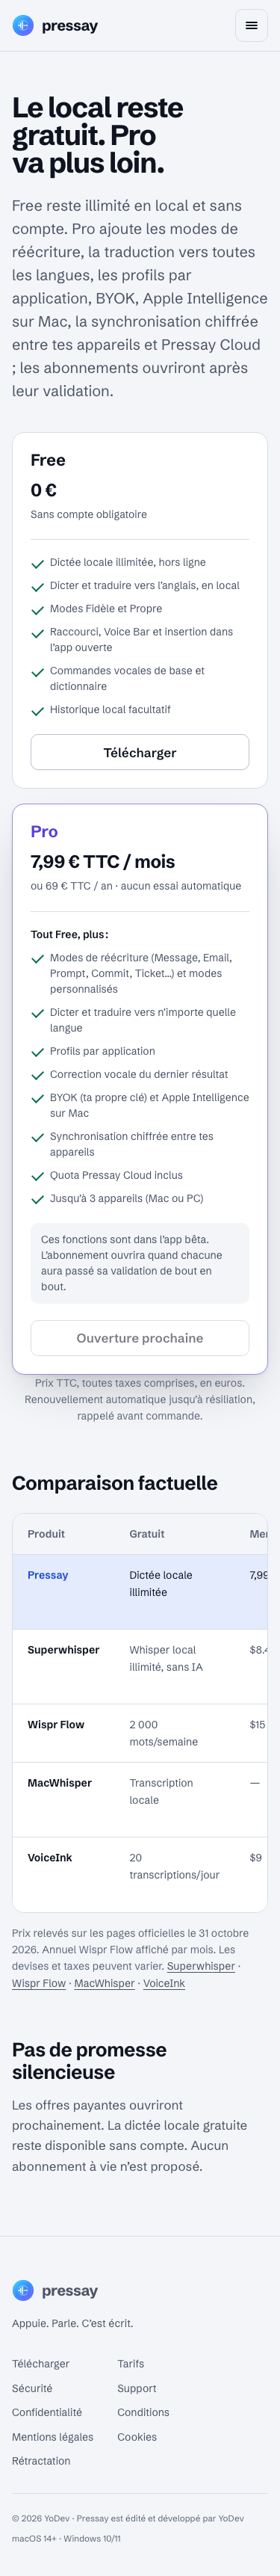 pressay
Le local reste
gratuit. Pro
va plus loin.
Free reste illimité en local et sans
compte. Pro ajoute les modes de
réécriture, la traduction vers toutes
les langues, les profils par
application, BYOK, Apple Intelligence
sur Mac, la synchronisation chiffrée
entre tes appareils et Pressay Cloud
; les abonnements ouvriront après
leur validation.
Free
0 €
Sans compte obligatoire
Dictée locale illimitée, hors ligne
Dicter et traduire vers l’anglais, en local
Modes Fidèle et Propre
Raccourci, Voice Bar et insertion dans
l’app ouverte
Commandes vocales de base et
dictionnaire
Historique local facultatif
Télécharger
Pro
7,99 € TTC / mois
ou 69 € TTC / an · aucun essai automatique
Tout Free, plus :
Modes de réécriture (Message, Email,
Prompt, Commit, Ticket…) et modes
personnalisés
Dicter et traduire vers n’importe quelle
langue
Profils par application
Correction vocale du dernier résultat
BYOK (ta propre clé) et Apple Intelligence
sur Mac
Synchronisation chiffrée entre tes
appareils
Quota Pressay Cloud inclus
Jusqu’à 3 appareils (Mac ou PC)
Ces fonctions sont dans l’app bêta.
L’abonnement ouvrira quand chacune
aura passé sa validation de bout en
bout.
Ouverture prochaine
Prix TTC, toutes taxes comprises, en euros.
Renouvellement automatique jusqu’à résiliation,
rappelé avant commande.
Comparaison factuelle
Produit Gratuit
Pressay Dictée locale 7,99
illimitée
Superwhisper Whisper local $8.4
illimité, sans IA
Wispr Flow 2 000 $15
mots/semaine
MacWhisper Transcription —
locale
VoiceInk 20 $9
transcriptions/jour
Prix relevés sur les pages officielles le 31 octobre
2026. Annuel Wispr Flow affiché par mois. Les
devises et taxes peuvent varier. Superwhisper ·
Wispr Flow · MacWhisper · VoiceInk
Pas de promesse
silencieuse
Les offres payantes ouvriront
prochainement. La dictée locale gratuite
reste disponible sans compte. Aucun
abonnement à vie n’est proposé.
pressay
Appuie. Parle. C’est écrit.
Télécharger Tarifs
Sécurité Support
Confidentialité Conditions
Mentions légales Cookies
Rétractation
© 2026 YoDev · Pressay est édité et développé par YoDev
macOS 14+ · Windows 10/11